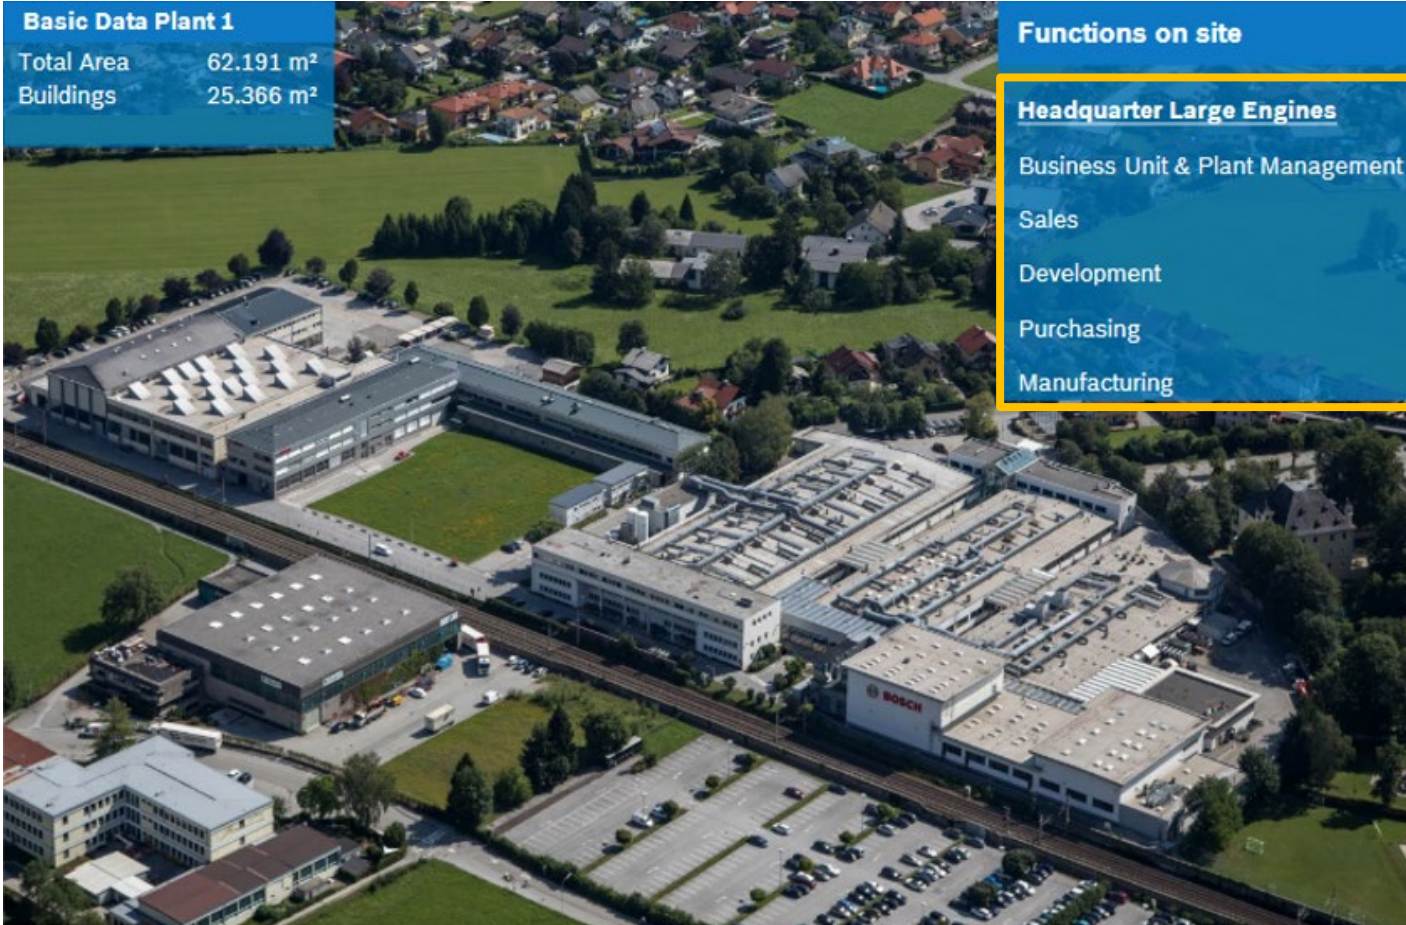 Basic Data Plant 1
Total Area 62.191 m²
Buildings 25.366 m²
Functions on site
Headquarter Large Engines
Business Unit & Plant Management
Sales
Development
Purchasing
Manufacturing
BOSCH